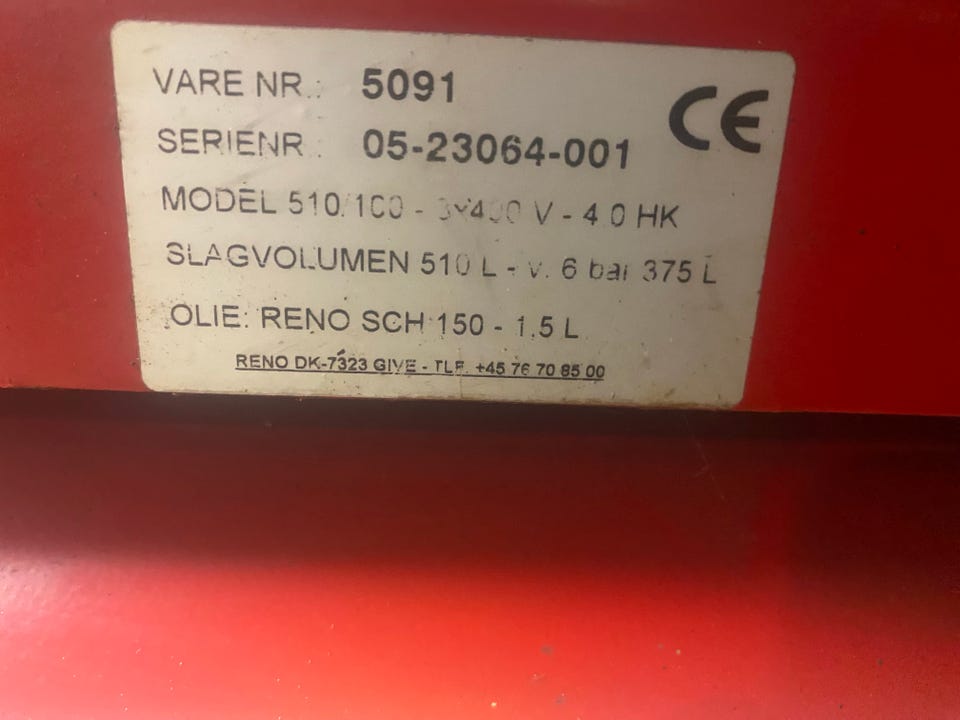 VARE NR.: 5091
CE
SERIENR.: 05-23064-001
MODEL 510/100 - 3x400 V - 4.0 HK
SLAGVOLUMEN 510 L - v. 6 bar 375 L
OLIE: RENO SCH 150 - 1,5 L
RENO DK-7323 GIVE - TLF. +45 76 70 85 00